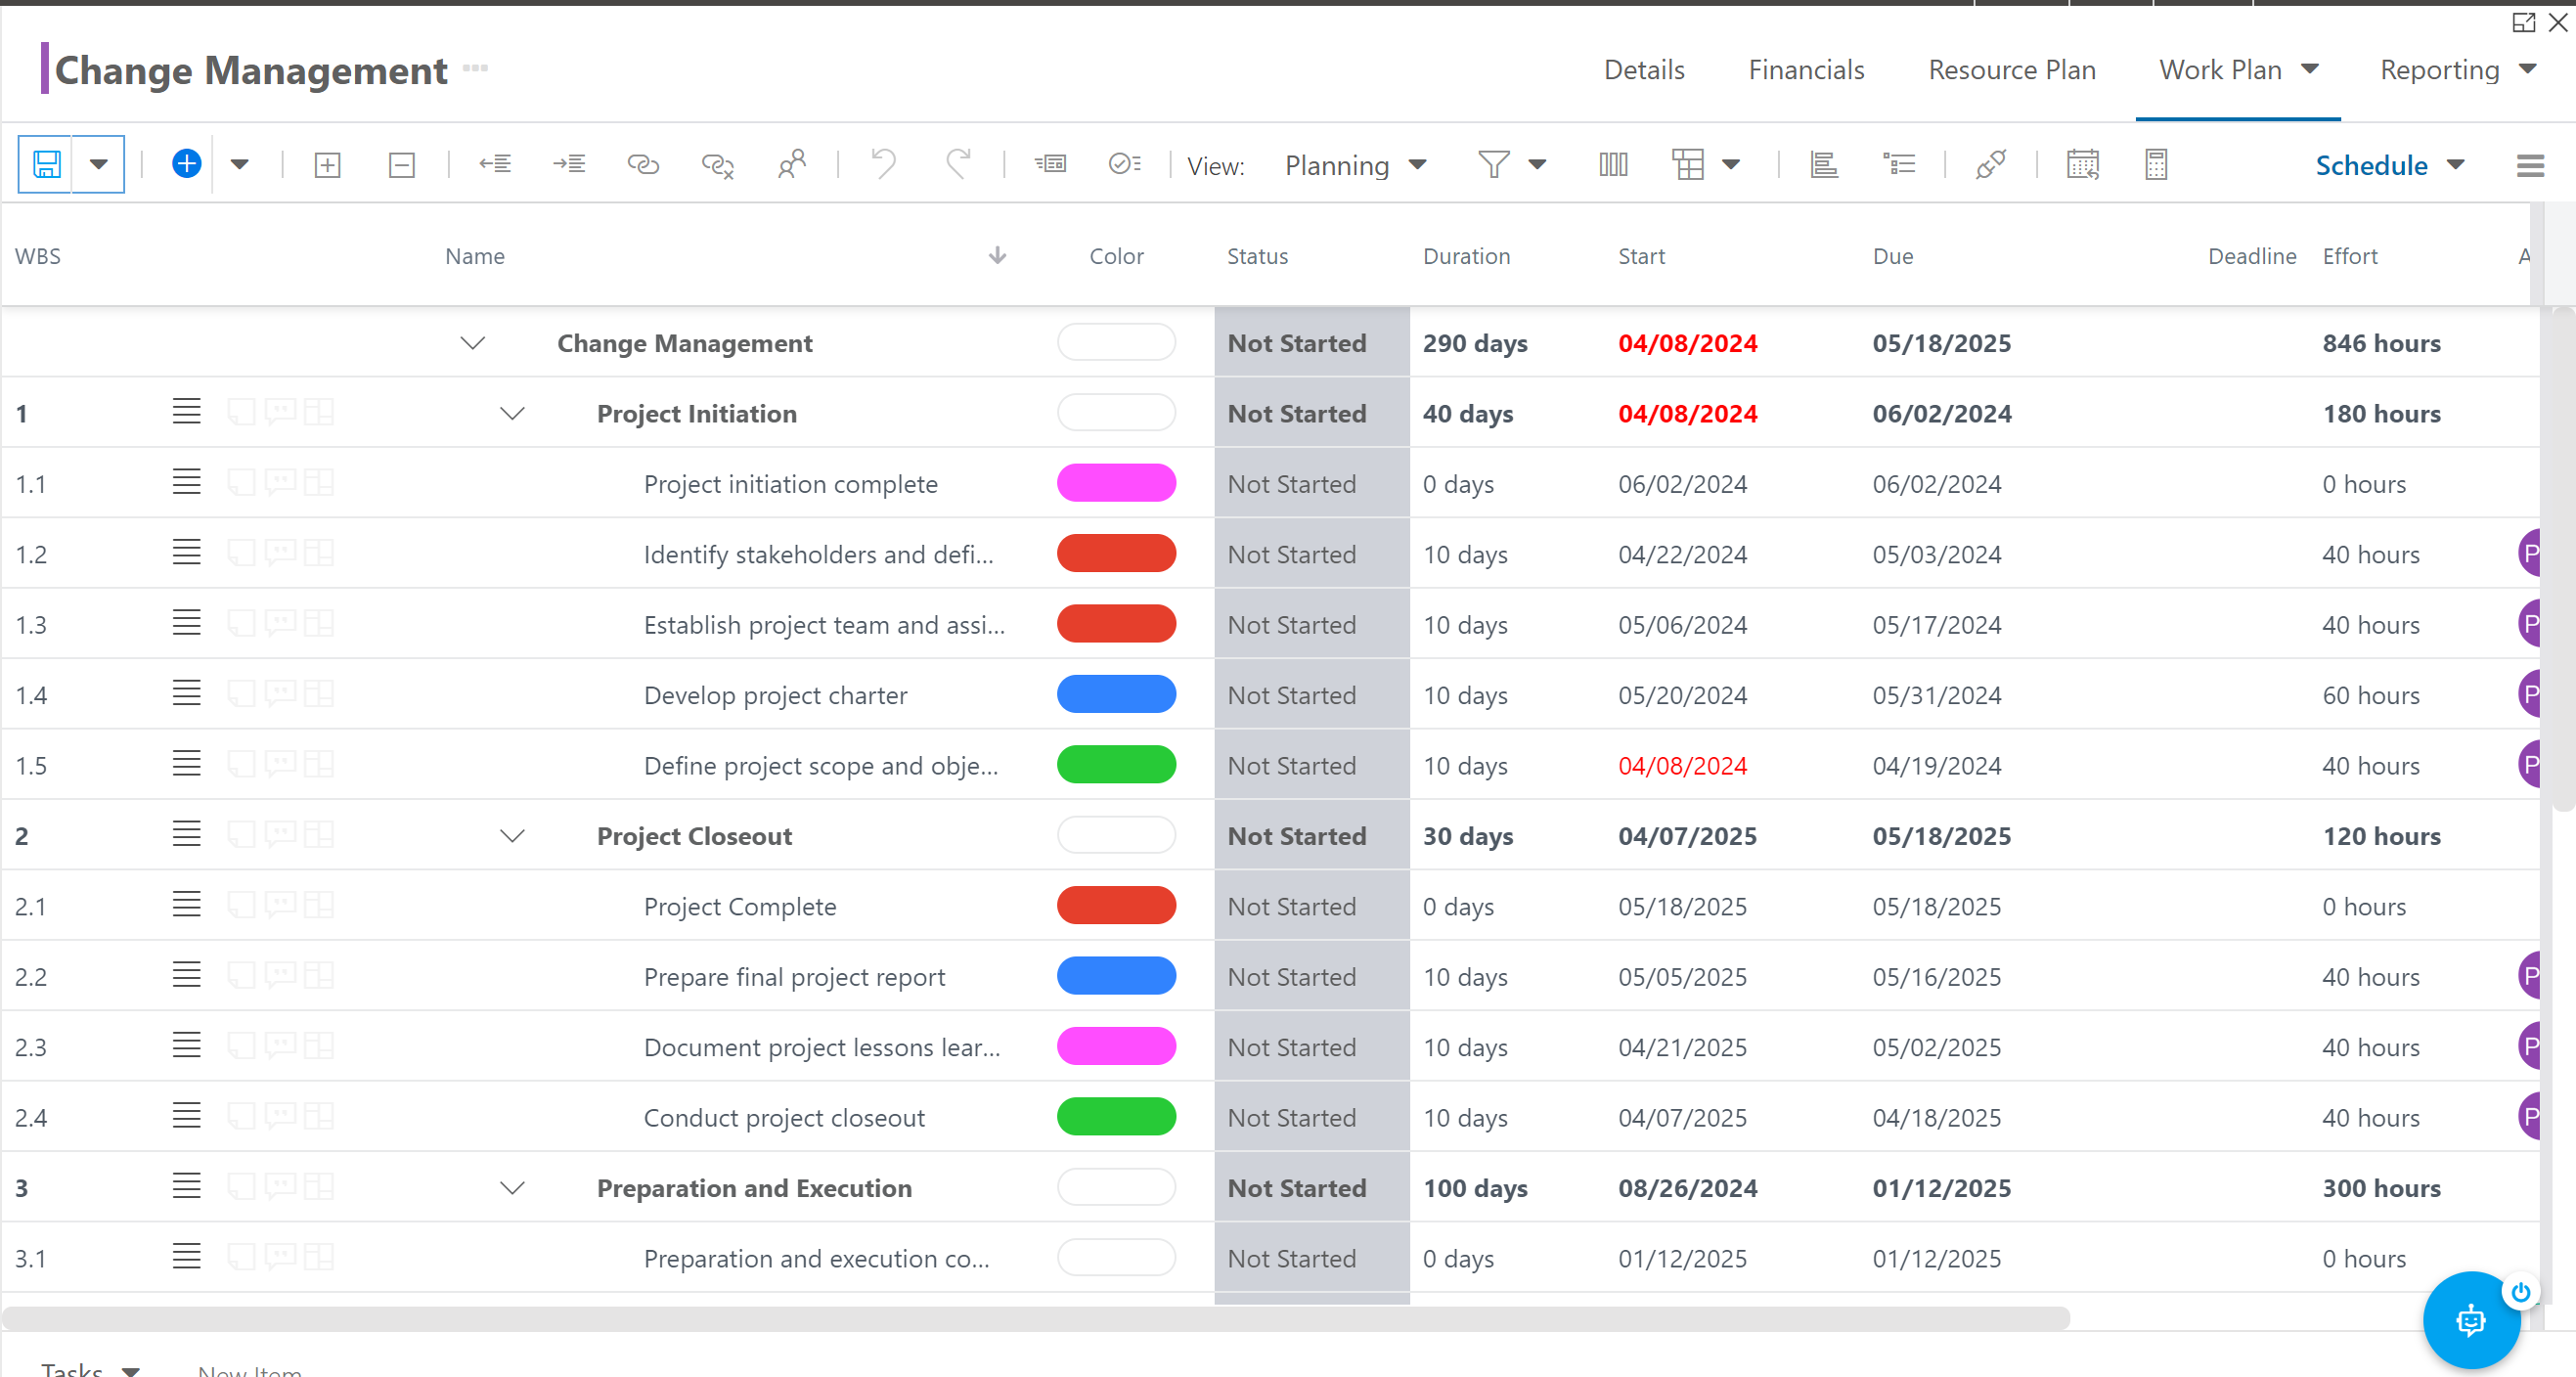 Change Management
Details Financials Resource Plan Work Plan Reporting
View: Planning Schedule
WBS Name Color Status Duration Start Due Deadline Effort A
Change Management Not Started 290 days 04/08/2024 05/18/2025 846 hours
1 Project Initiation Not Started 40 days 04/08/2024 06/02/2024 180 hours
1.1 Project initiation complete Not Started 0 days 06/02/2024 06/02/2024 0 hours
1.2 Identify stakeholders and defi... Not Started 10 days 04/22/2024 05/03/2024 40 hours P
1.3 Establish project team and assi... Not Started 10 days 05/06/2024 05/17/2024 40 hours P
1.4 Develop project charter Not Started 10 days 05/20/2024 05/31/2024 60 hours P
1.5 Define project scope and obje... Not Started 10 days 04/08/2024 04/19/2024 40 hours P
2 Project Closeout Not Started 30 days 04/07/2025 05/18/2025 120 hours
2.1 Project Complete Not Started 0 days 05/18/2025 05/18/2025 0 hours
2.2 Prepare final project report Not Started 10 days 05/05/2025 05/16/2025 40 hours P
2.3 Document project lessons lear... Not Started 10 days 04/21/2025 05/02/2025 40 hours P
2.4 Conduct project closeout Not Started 10 days 04/07/2025 04/18/2025 40 hours P
3 Preparation and Execution Not Started 100 days 08/26/2024 01/12/2025 300 hours
3.1 Preparation and execution co... Not Started 0 days 01/12/2025 01/12/2025 0 hours
Tasks New Item